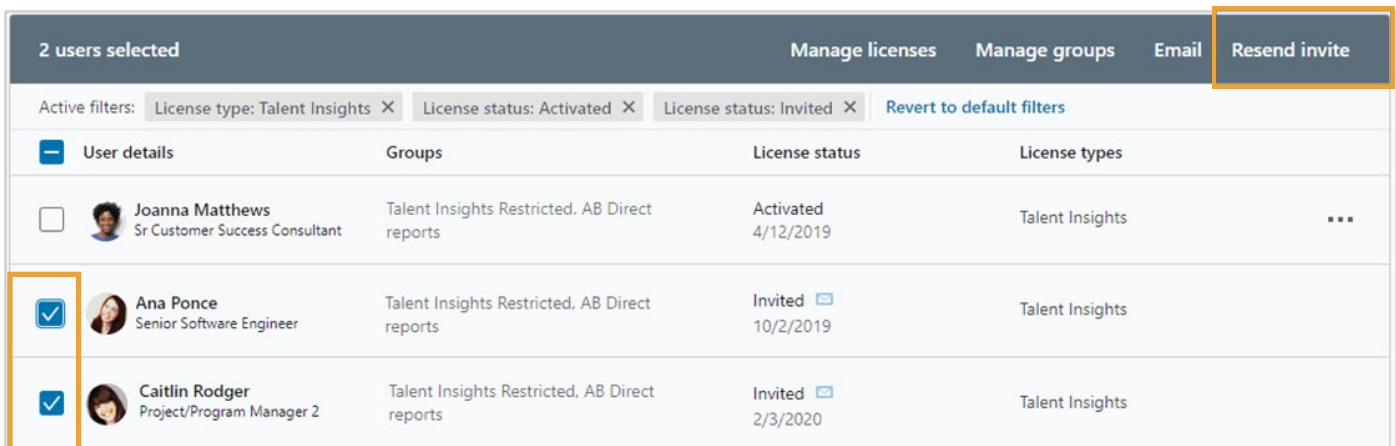 2 users selected Manage licenses Manage groups Email Resend invite
Active filters: License type: Talent Insights × License status: Activated × License status: Invited × Revert to default filters
User details Groups License status License types
Joanna Matthews
Sr Customer Success Consultant
Talent Insights Restricted. AB Direct
reports
Activated
4/12/2019
Talent Insights
Ana Ponce
Senior Software Engineer
Talent Insights Restricted, AB Direct
reports
Invited
10/2/2019
Talent Insights
Caitlin Rodger
Project/Program Manager 2
Talent Insights Restricted, AB Direct
reports
Invited
2/3/2020
Talent Insights